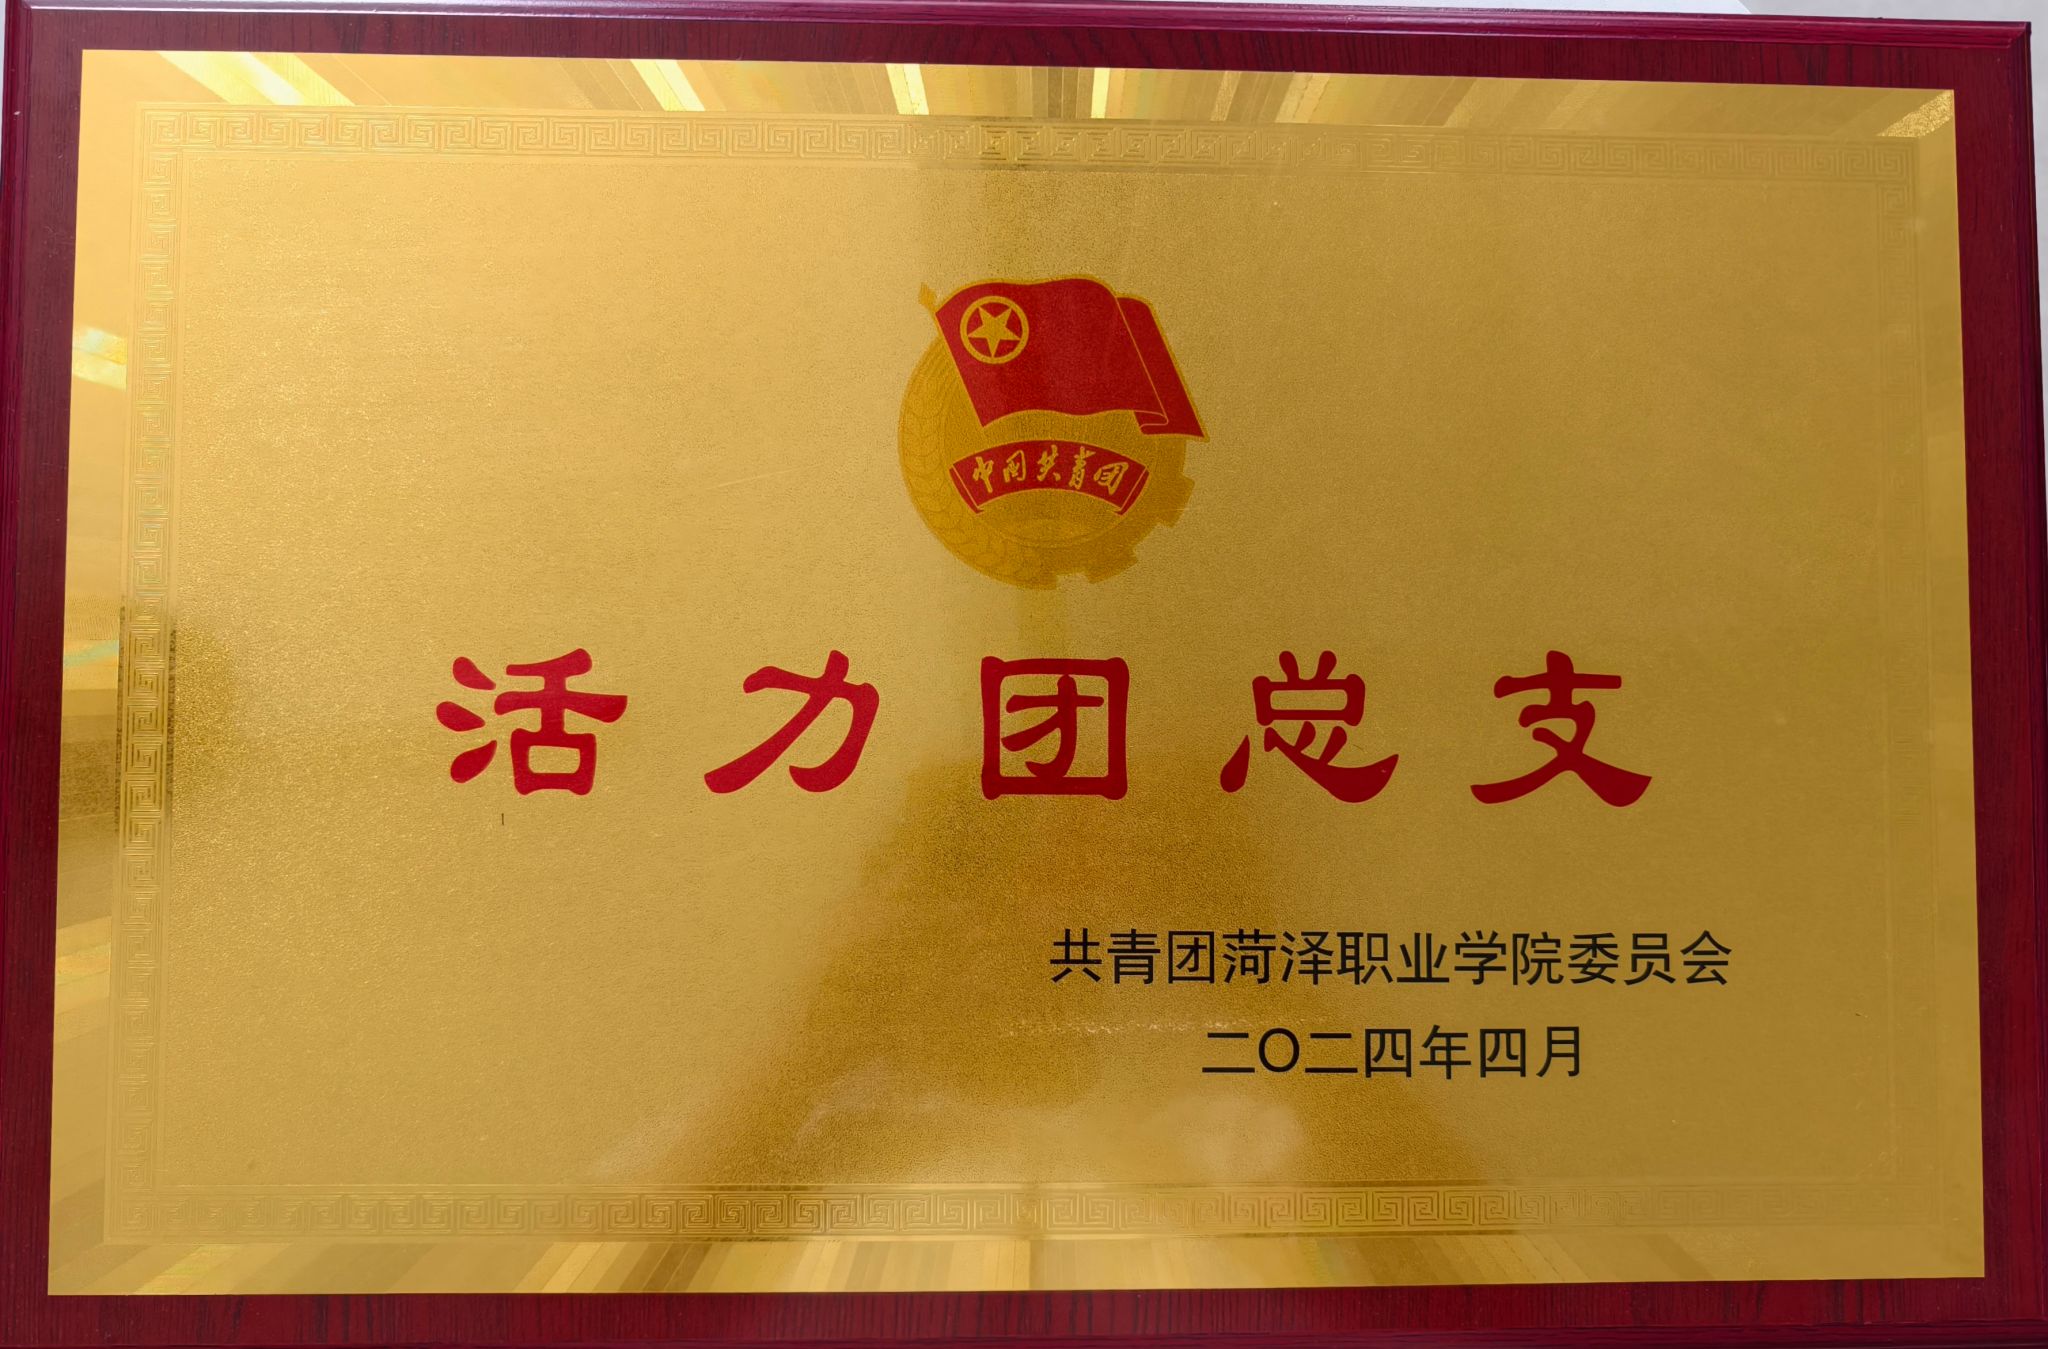 中国共青团
活力团总支
共青团菏泽职业学院委员会
二〇二四年四月